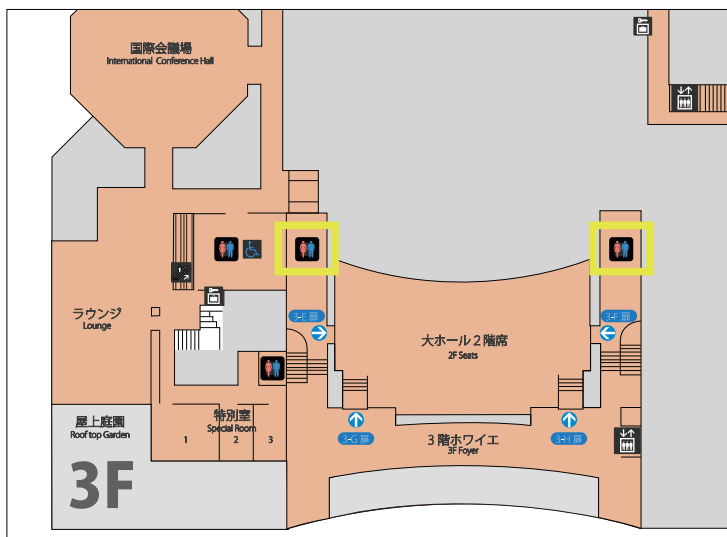 国際会議場
International Conference Hall
ラウンジ
Lounge
3-E 扉
3-F 扉
大ホール２階席
2F Seats
屋上庭園
Roof top Garden
特別室
Special Room
1
2
3
3-G 扉
3-H 扉
３階ホワイエ
3F Foyer
3F